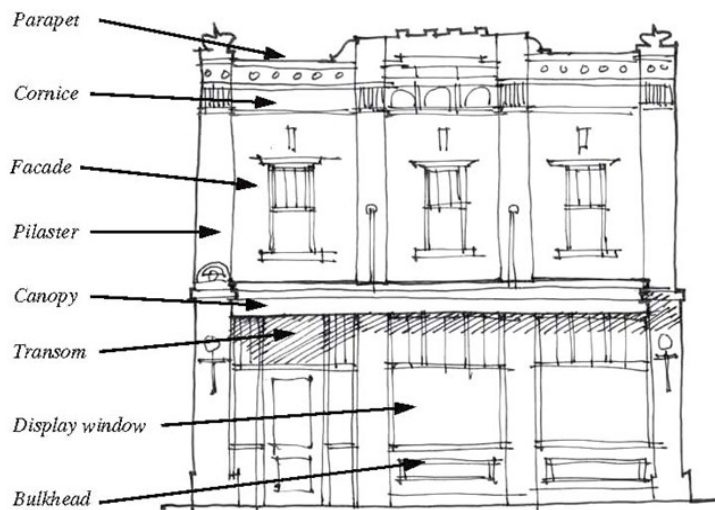 Parapet
Cornice
Facade
Pilaster
Canopy
Transom
Display window
Bulkhead